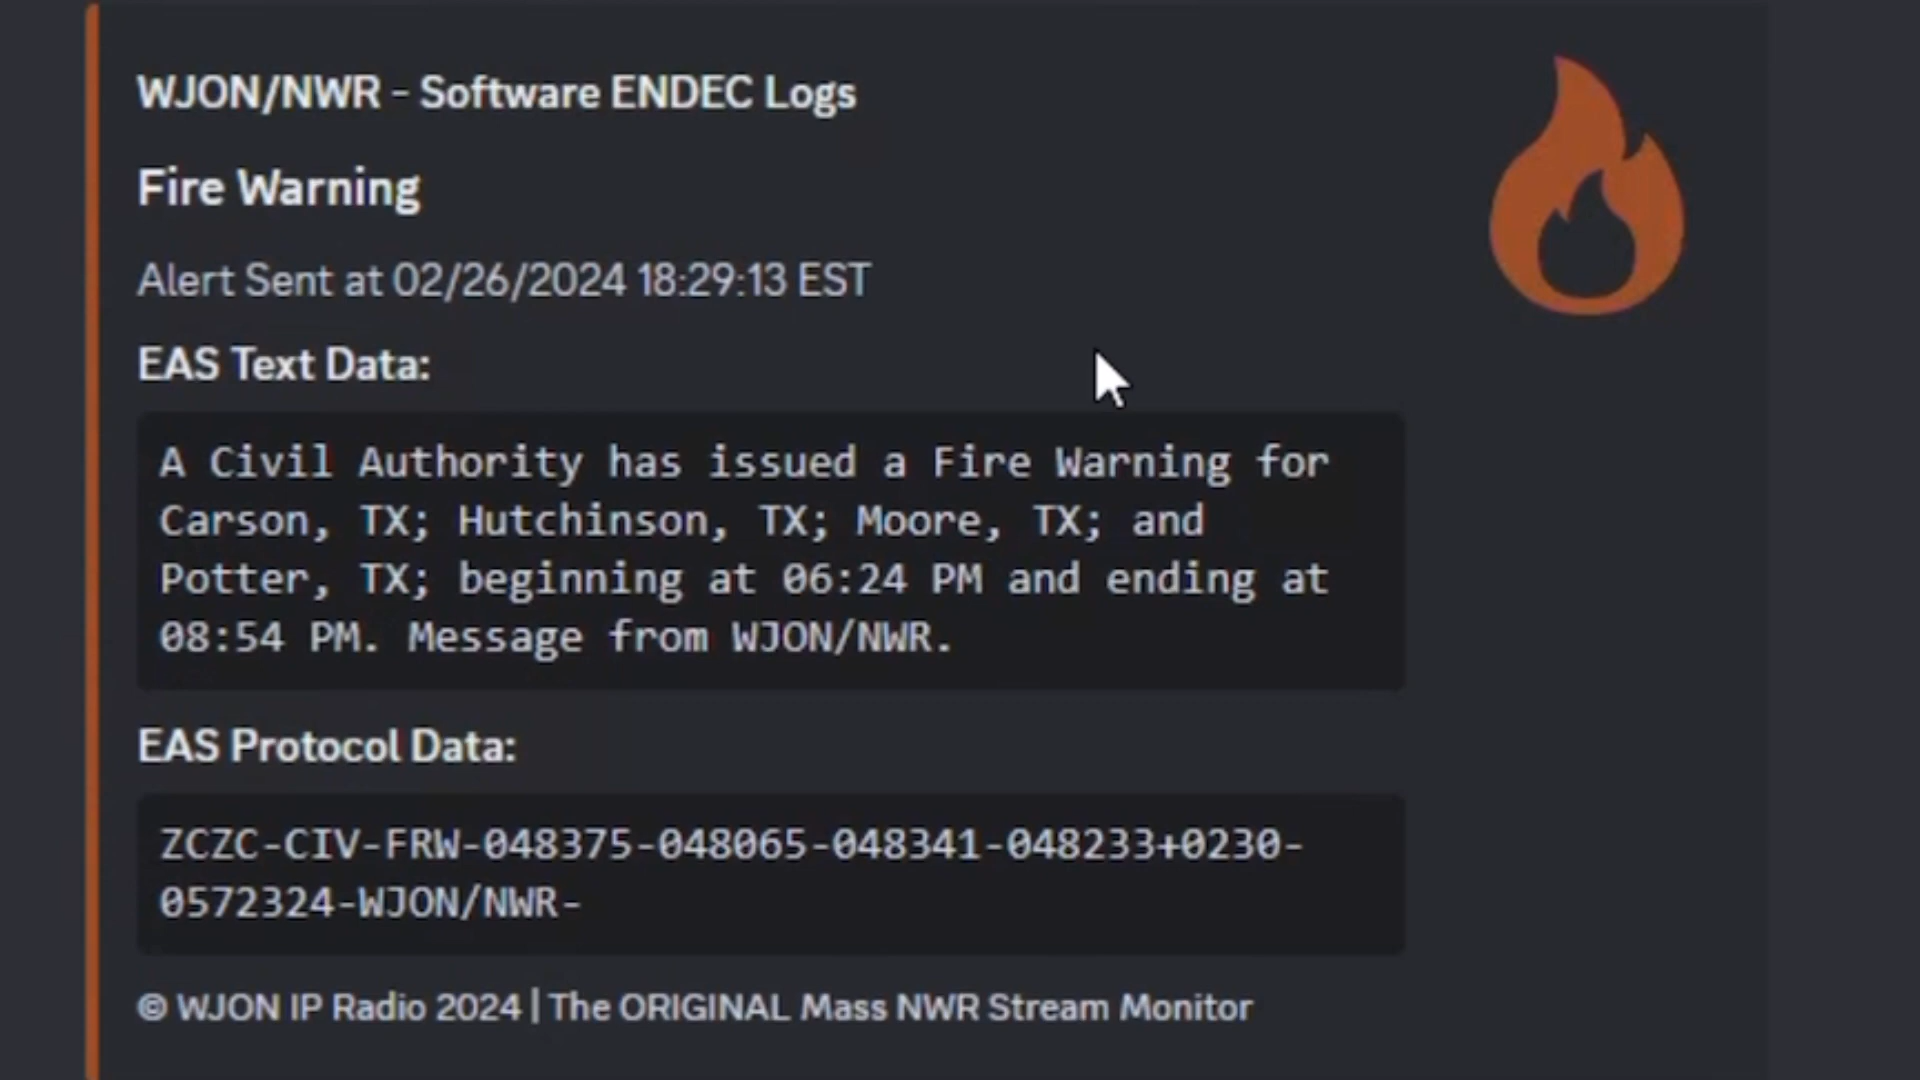 WJON/NWR - Software ENDEC Logs
Fire Warning
Alert Sent at 02/26/2024 18:29:13 EST
EAS Text Data:
A Civil Authority has issued a Fire Warning for
Carson, TX; Hutchinson, TX; Moore, TX; and
Potter, TX; beginning at 06:24 PM and ending at
08:54 PM. Message from WJON/NWR.
EAS Protocol Data:
ZCZC-CIV-FRW-048375-048065-048341-048233+0230-
0572324-WJON/NWR-
© WJON IP Radio 2024 | The ORIGINAL Mass NWR Stream Monitor